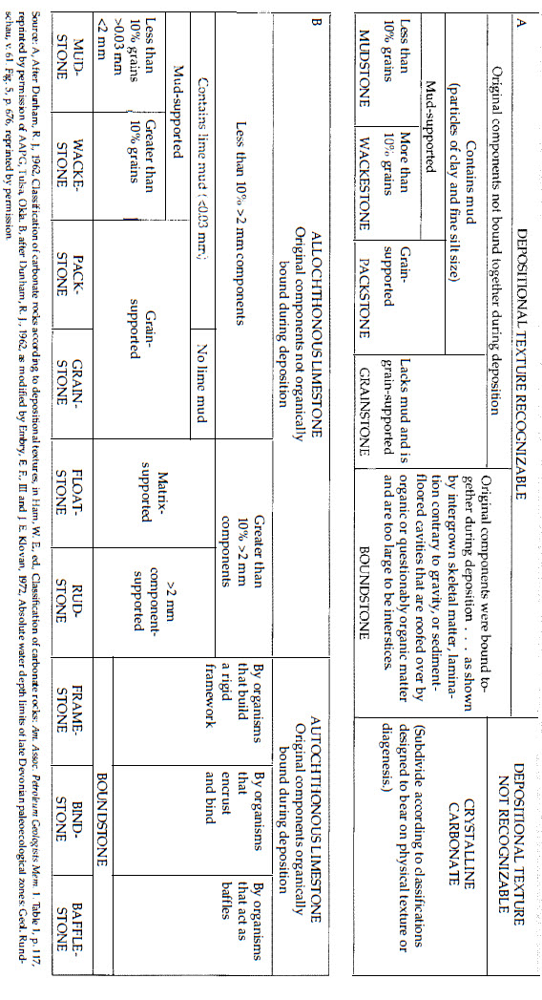 A
DEPOSITIONAL TEXTURE RECOGNIZABLE
DEPOSITIONAL TEXTURE
NOT RECOGNIZABLE
Original components not bound together during deposition
Contains mud
(particles of clay and fine silt size)
Mud-supported
Less than
10% grains
MUDSTONE
More than
10% grains
WACKESTONE
Grain-
supported
PACKSTONE
Lacks mud and is
grain-supported
GRAINSTONE
Original components were bound to-
gether during deposition . . . as shown
by intergrown skeletal matter, lamina-
tion contrary to gravity, or sediment-
floored cavities that are roofed over by
organic or questionably organic matter
and are too large to be interstices.
BOUNDSTONE
CRYSTALLINE
CARBONATE
(Subdivide according to classifications
designed to bear on physical texture or
diagenesis.)
B
ALLOCHTHONOUS LIMESTONE
Original components not organically
bound during deposition
AUTOCHTHONOUS LIMESTONE
Original components organically
bound during deposition
Less than 10% >2 mm components
Greater than
10% >2 mm
components
Contains lime mud (<0.03 mm)
No lime mud
Mud-supported
Less than
10% grains
>0.03 mm
<2 mm
Greater than
10% grains
Grain-
supported
Matrix-
supported
>2 mm
component-
supported
By organisms
that build
a rigid
framework
By organisms
that
encrust
and bind
By organisms
that act as
baffles
BOUNDSTONE
MUD-
STONE
WACKE-
STONE
PACK-
STONE
GRAIN-
STONE
FLOAT-
STONE
RUD-
STONE
FRAME-
STONE
BIND-
STONE
BAFFLE-
STONE
Source: A, After Dunham, R. J., 1962, Classification of carbonate rocks according to depositional textures, in Ham, W. E., ed., Classification of carbonate rocks: Am. Assoc. Petroleum Geologists Mem. 1. Table 1, p. 117,
reprinted by permission of AAPG, Tulsa, Okla. B, after Dunham, R. J., 1962, as modified by Embry, E. F., III and J. E. Klovan, 1972, Absolute water depth limits of late Devonian paleoecological zones: Geol. Rund-
schau, v. 61. Fig. 5, p. 676, reprinted by permission.